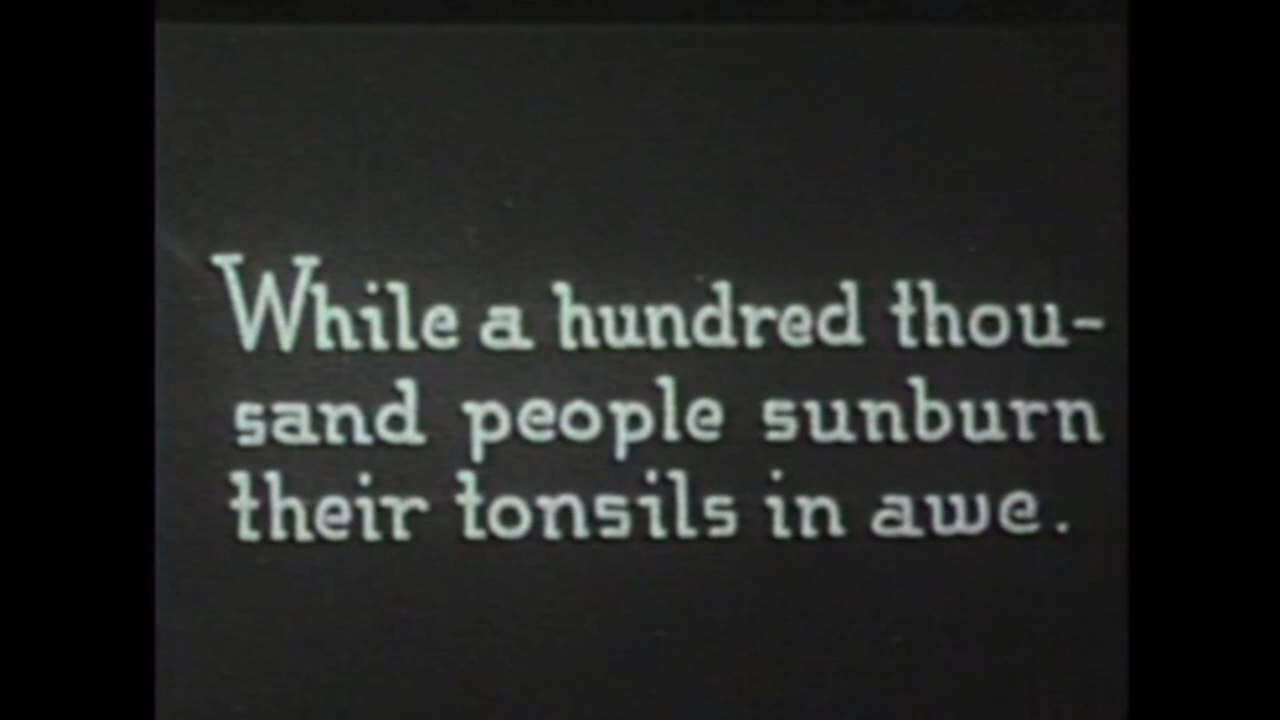 While a hundred thou-
sand people sunburn
their tonsils in awe.